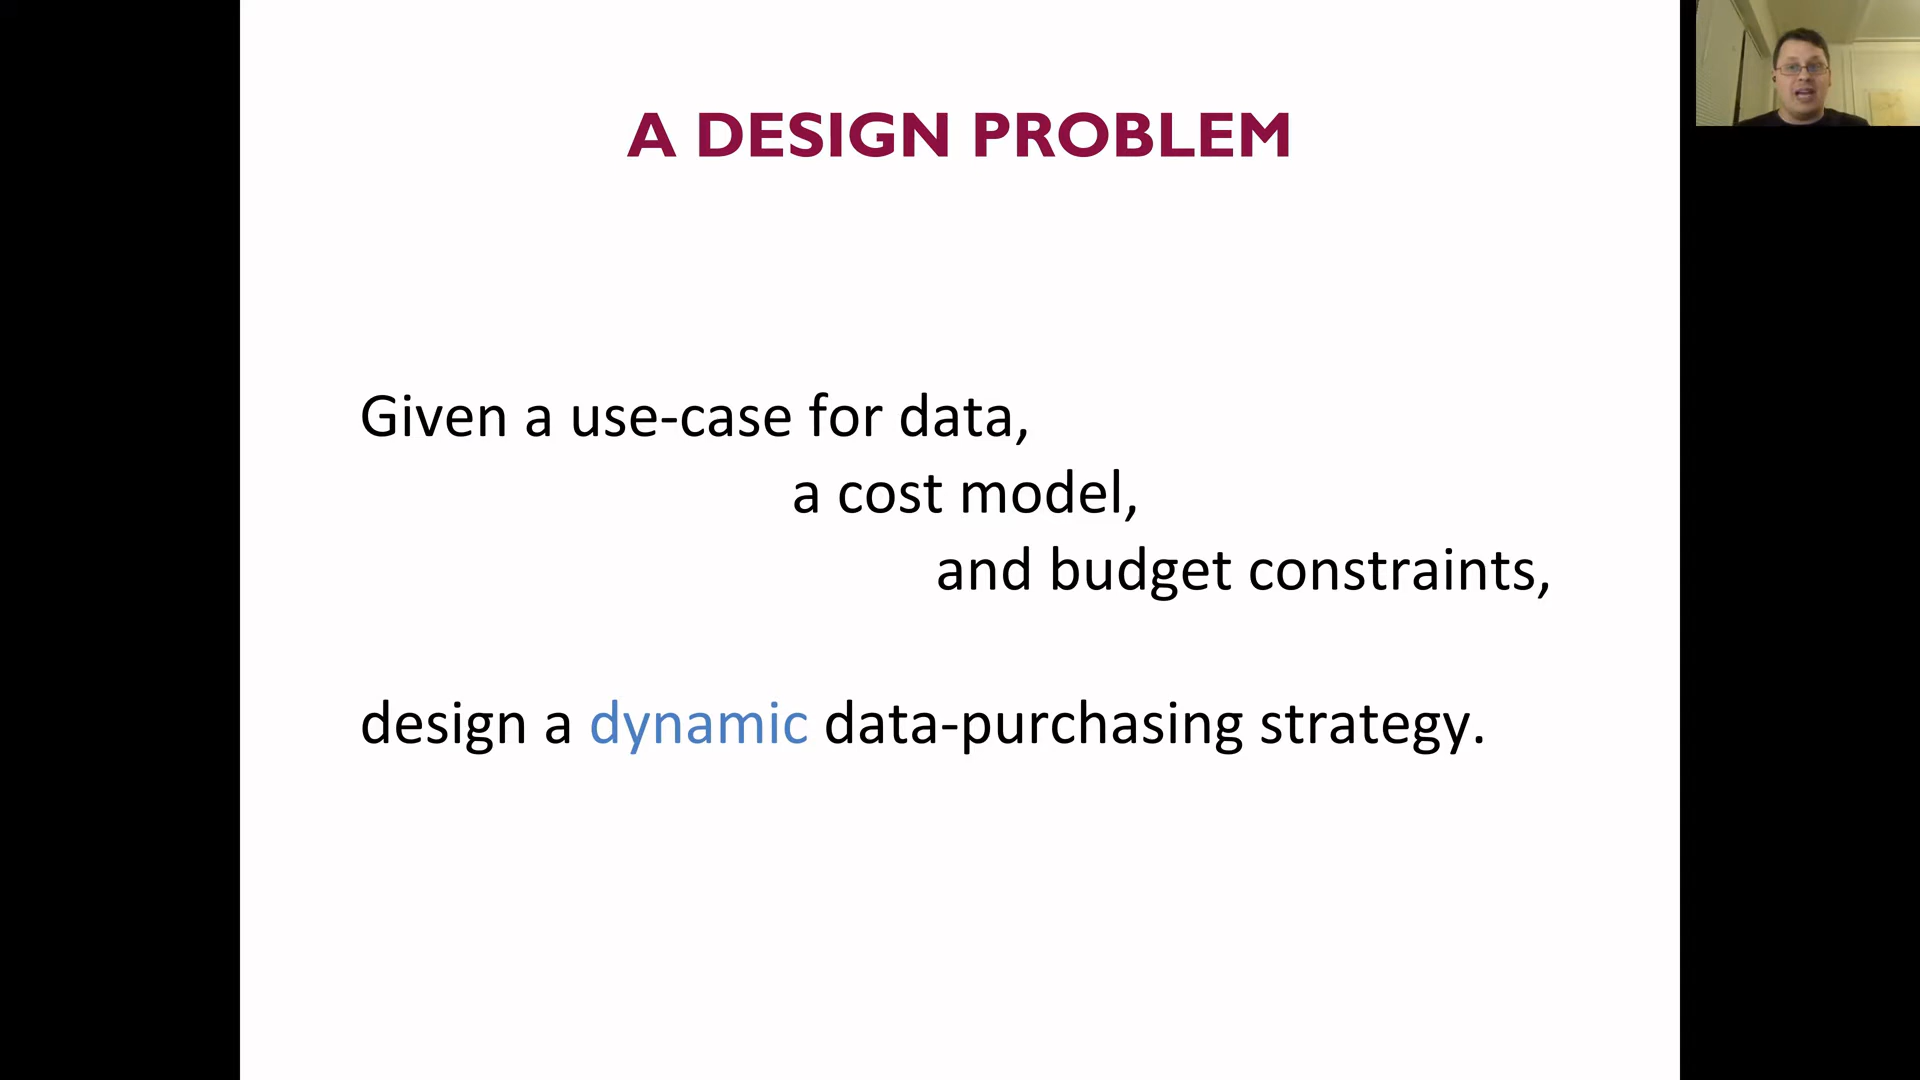 A DESIGN PROBLEM
Given a use-case for data,
a cost model,
and budget constraints,
design a dynamic data-purchasing strategy.